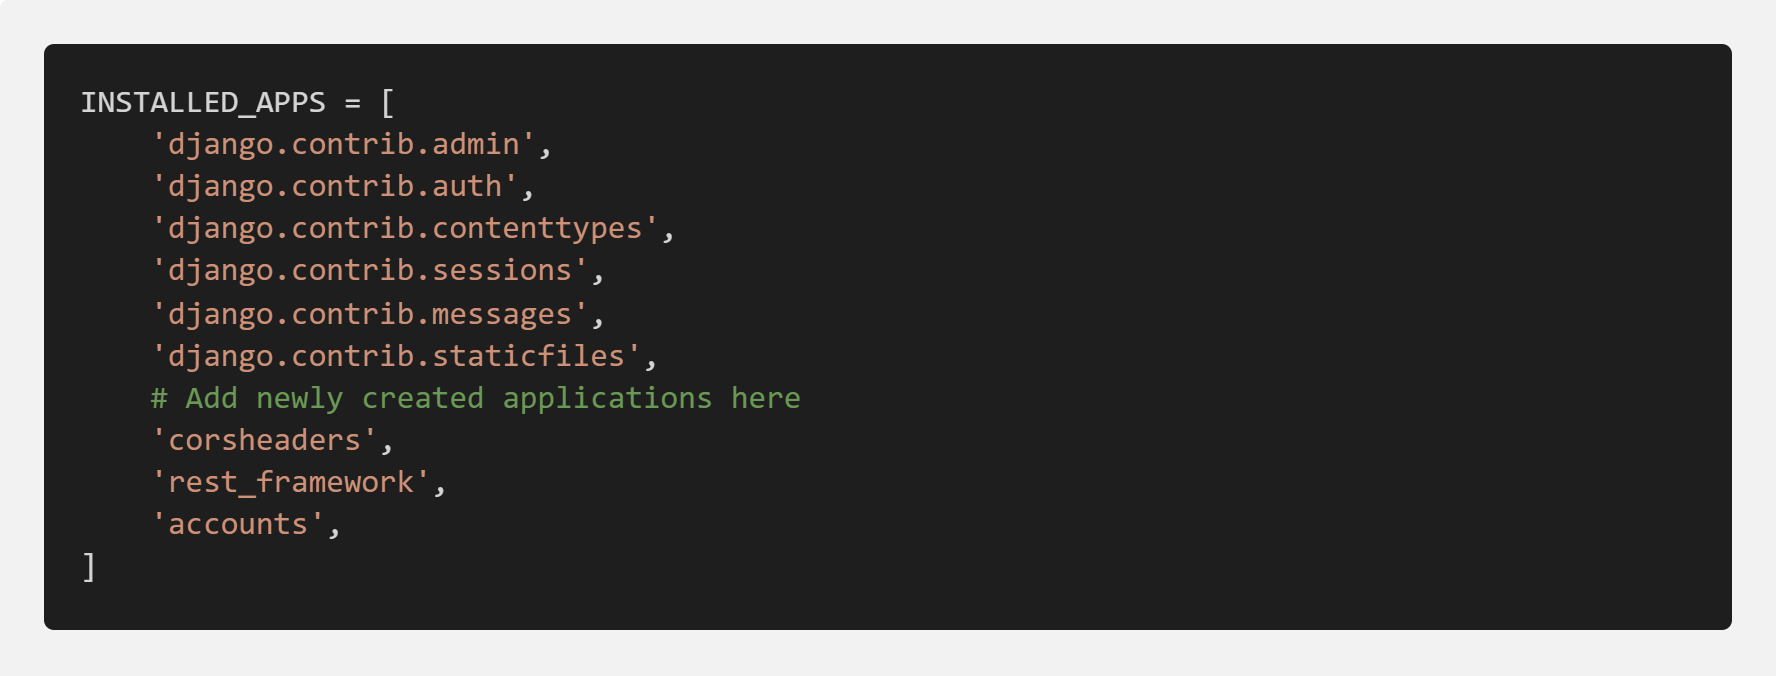 INSTALLED_APPS = [
    'django.contrib.admin',
    'django.contrib.auth',
    'django.contrib.contenttypes',
    'django.contrib.sessions',
    'django.contrib.messages',
    'django.contrib.staticfiles',
    # Add newly created applications here
    'corsheaders',
    'rest_framework',
    'accounts',
]